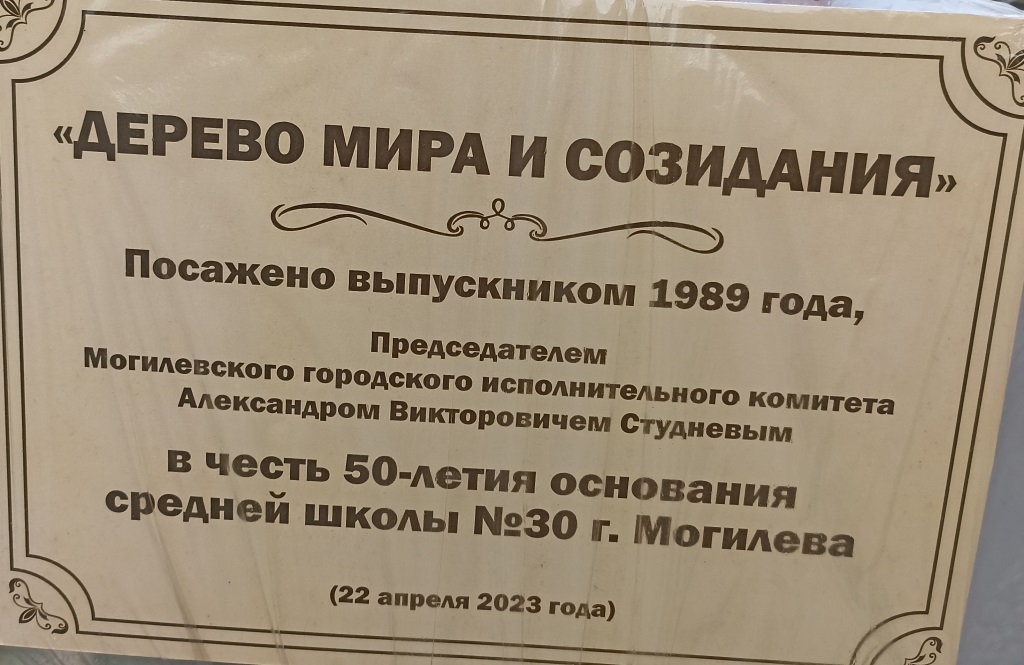 «ДЕРЕВО МИРА И СОЗИДАНИЯ»
Посажено выпускником 1989 года,
Председателем
Могилевского городского исполнительного комитета
Александром Викторовичем Студневым
в честь 50-летия основания
средней школы №30 г. Могилева
(22 апреля 2023 года)